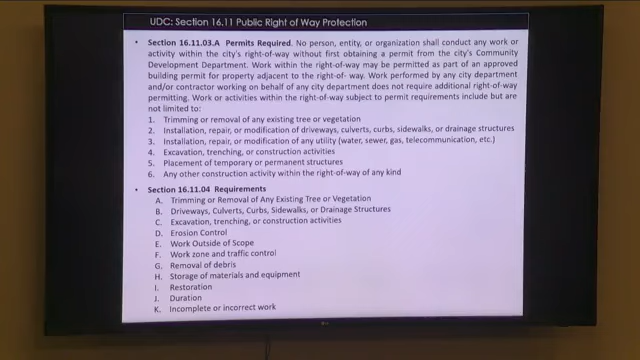 UDC: Section 16.11 Public Right of Way Protection
• Section 16.11.03.A Permits Required. No person, entity, or organization shall conduct any work or
activity within the city's right-of-way without first obtaining a permit from the city's Community
Development Department. Work within the right-of-way may be permitted as part of an approved
building permit for property adjacent to the right-of- way. Work performed by any city department
and/or contractor working on behalf of any city department does not require additional right-of-way
permitting. Work or activities within the right-of-way subject to permit requirements include but are
not limited to:
1. Trimming or removal of any existing tree or vegetation
2. Installation, repair, or modification of driveways, culverts, curbs, sidewalks, or drainage structures
3. Installation, repair, or modification of any utility (water, sewer, gas, telecommunication, etc.)
4. Excavation, trenching, or construction activities
5. Placement of temporary or permanent structures
6. Any other construction activity within the right-of-way of any kind
• Section 16.11.04 Requirements
A. Trimming or Removal of Any Existing Tree or Vegetation
B. Driveways, Culverts, Curbs, Sidewalks, or Drainage Structures
C. Excavation, trenching, or construction activities
D. Erosion Control
E. Work Outside of Scope
F. Work zone and traffic control
G. Removal of debris
H. Storage of materials and equipment
I. Restoration
J. Duration
K. Incomplete or incorrect work